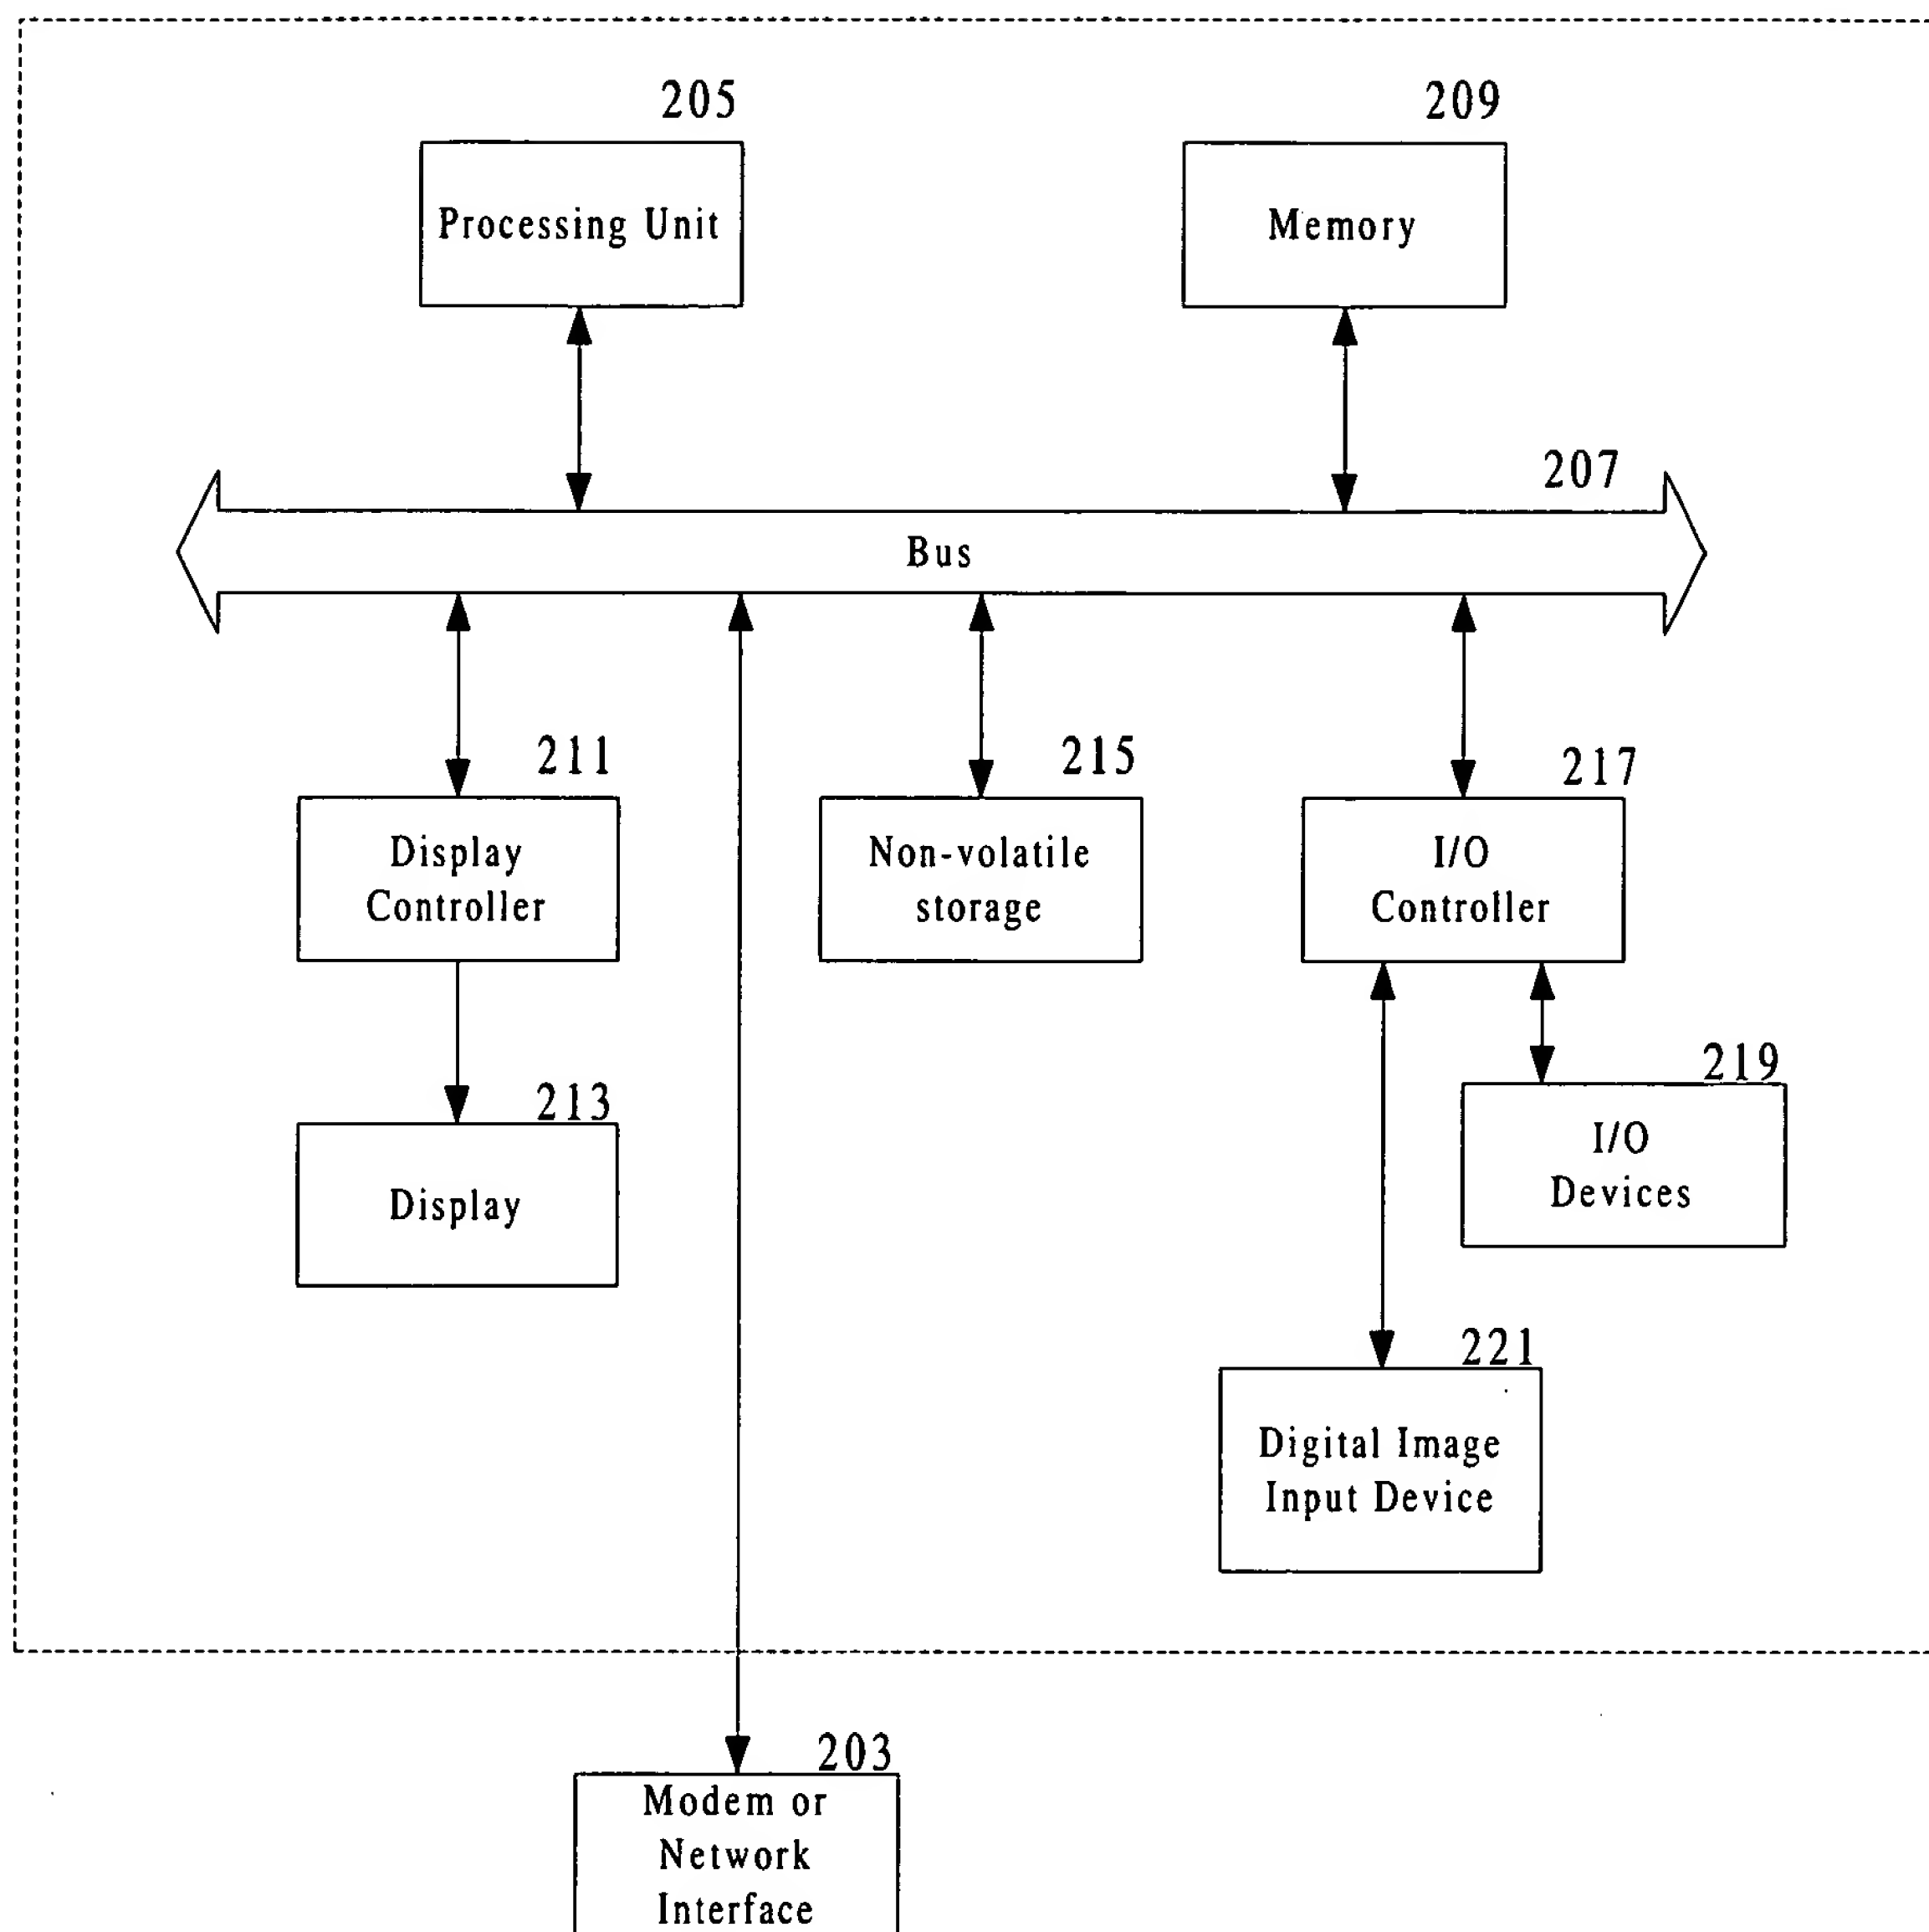 205
209
Processing Unit
Memory
207
Bus
211
215
217
Display
Controller
Non-volatile
storage
I/O
Controller
213
219
Display
I/O
Devices
221
Digital Image
Input Device
203
Modem or
Network
Interface